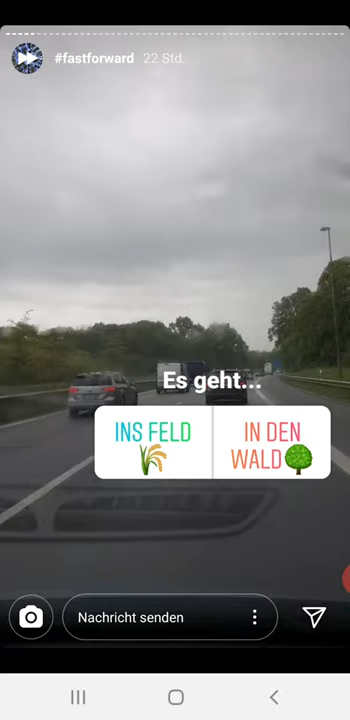 #fastforward 22 Std.
Es geht...
INS FELD
IN DEN
WALD
Nachricht senden